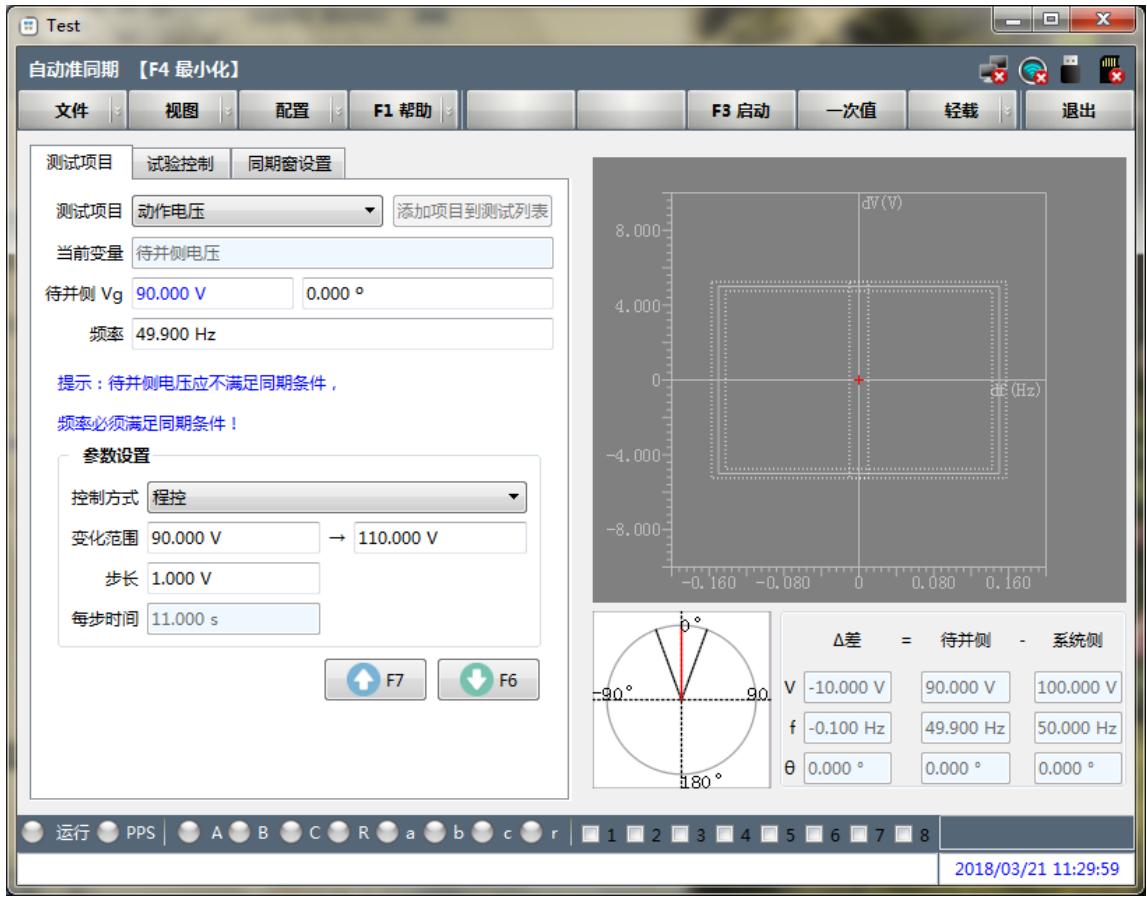 Test
自动准同期 【F4 最小化】
文件 视图 配置 F1 帮助 F3 启动 一次值 轻载 退出
测试项目 试验控制 同期窗设置
测试项目 动作电压 添加项目到测试列表
当前变量 待并侧电压
待并侧 Vg 90.000 V 0.000 º
频率 49.900 Hz
提示：待并侧电压应不满足同期条件，
频率必须满足同期条件！
参数设置
控制方式 程控
变化范围 90.000 V → 110.000 V
步长 1.000 V
每步时间 11.000 s
F7 F6
dV(V)
8.000
4.000
0
df(Hz)
-4.000
-8.000
-0.160 -0.080 0 0.080 0.160
0°
-90° 90
180°
Δ差 = 待并侧 - 系统侧
V -10.000 V 90.000 V 100.000 V
f -0.100 Hz 49.900 Hz 50.000 Hz
θ 0.000 ° 0.000 ° 0.000 °
运行 PPS A B C R a b c r 1 2 3 4 5 6 7 8
2018/03/21 11:29:59